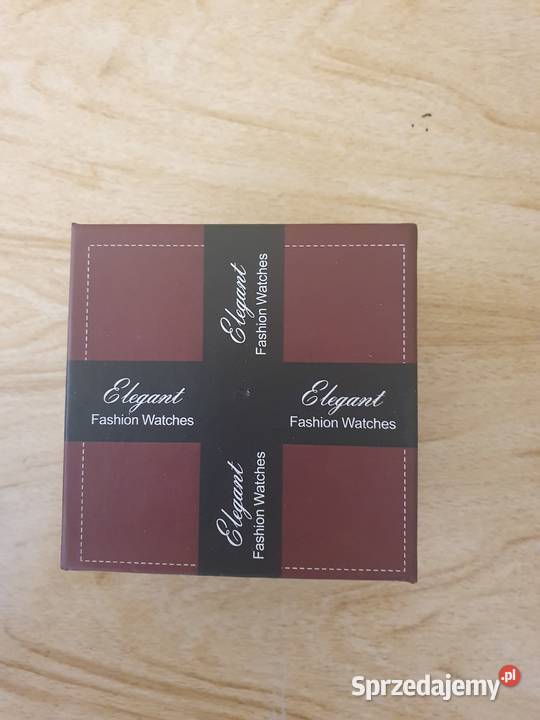 Elegant
Fashion Watches
Elegant
Fashion Watches
Elegant
Fashion Watches
Elegant
Fashion Watches
Sprzedajemy.pl